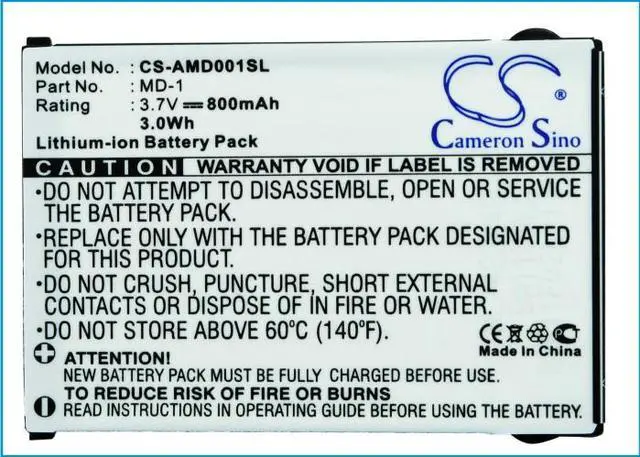 Model No. : CS-AMD001SL
Part No. : MD-1
Rating : 3.7V 800mAh
3.0Wh
Lithium-ion Battery Pack
CS ®
Cameron Sino
CAUTION WARRANTY VOID IF LABEL IS REMOVED
•DO NOT ATTEMPT TO DISASSEMBLE, OPEN OR SERVICE
THE BATTERY PACK.
•REPLACE ONLY WITH THE BATTERY PACK DESIGNATED
FOR THIS PRODUCT.
•DO NOT CRUSH, PUNCTURE, SHORT EXTERNAL CONTACTS
OR DISPOSE OF IN FIRE OR WATER.
•DO NOT STORE ABOVE 60°C (140°F).
CE
Made In China
+ ATTENTION:
NEW BATTERY PACK MUST BE FULLY CHARGED BEFORE USE.
TO REDUCE RISK OF FIRE OR BURNS
READ INSTRUCTIONS IN OPERATING GUIDE BEFORE USING BATTERY PACK.